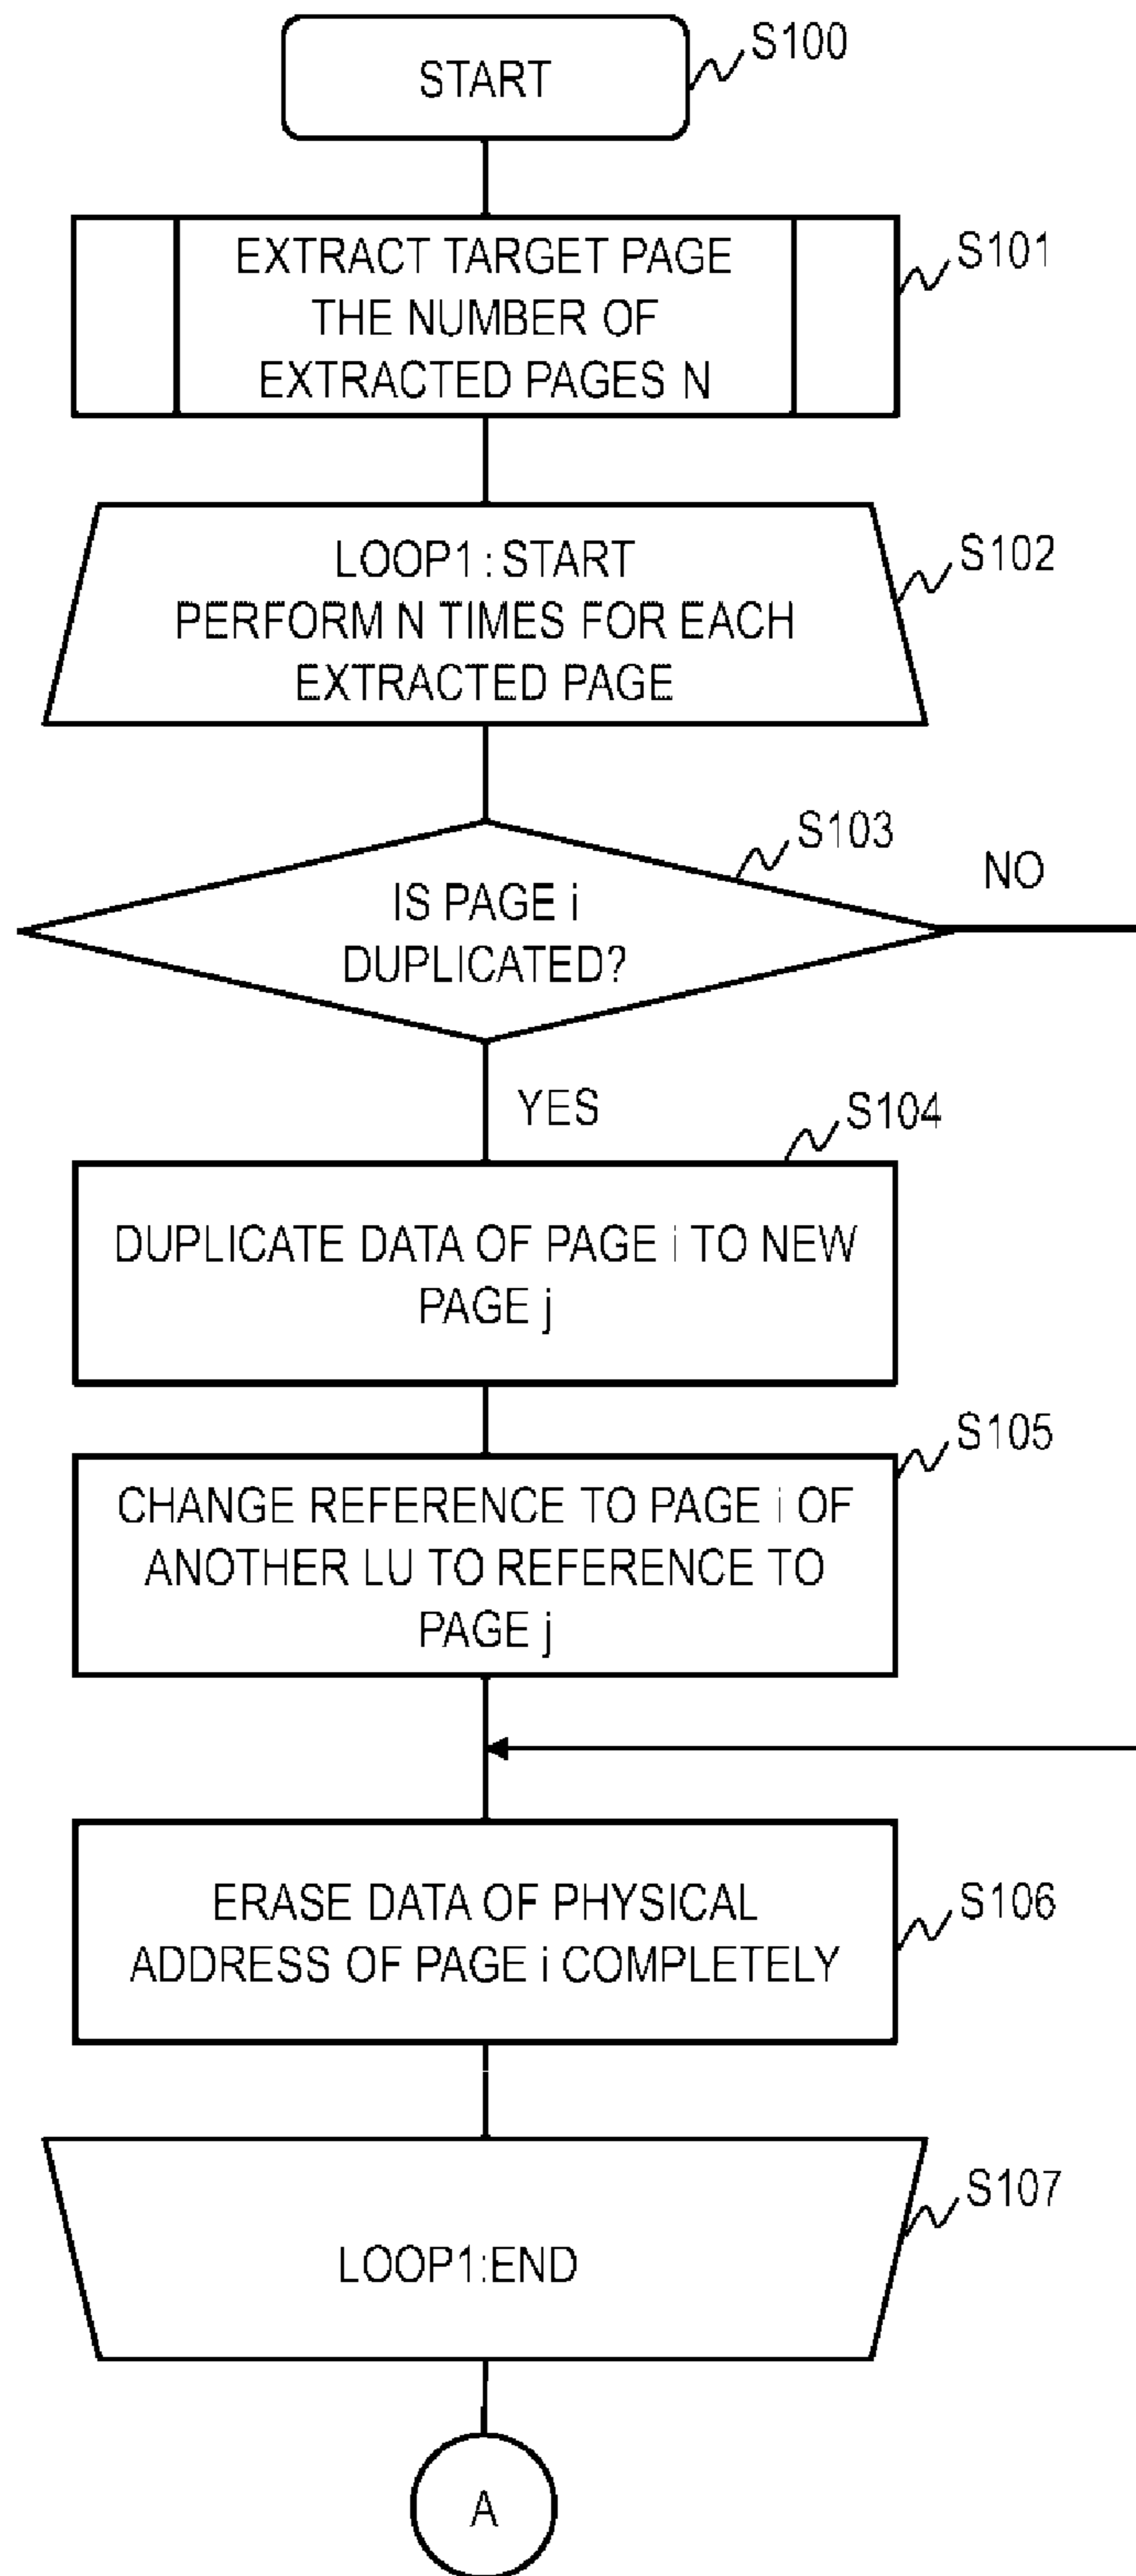 START
S100
EXTRACT TARGET PAGE
THE NUMBER OF
EXTRACTED PAGES N
S101
LOOP1 : START
PERFORM N TIMES FOR EACH
EXTRACTED PAGE
S102
S103
IS PAGE i
DUPLICATED?
NO
YES
S104
DUPLICATE DATA OF PAGE i TO NEW
PAGE j
S105
CHANGE REFERENCE TO PAGE i OF
ANOTHER LU TO REFERENCE TO
PAGE j
ERASE DATA OF PHYSICAL
ADDRESS OF PAGE i COMPLETELY
S106
S107
LOOP1:END
A